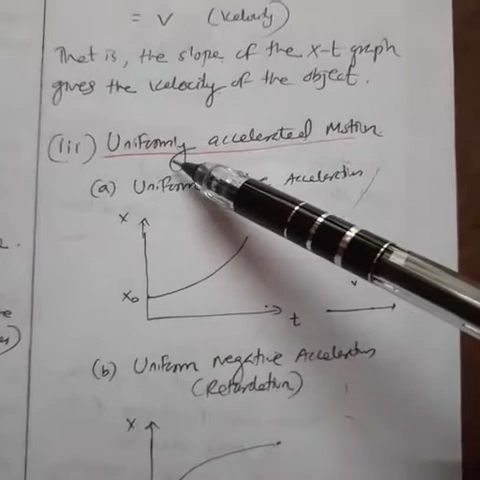 = v (Velocity)
That is, the slope of the x-t graph
gives the velocity of the object.
(iii) Uniformly accelerated Motion
(a) Uniform Acceleration
x
x₀
t
v
(b) Uniform Negative Acceleration
(Retardation)
x